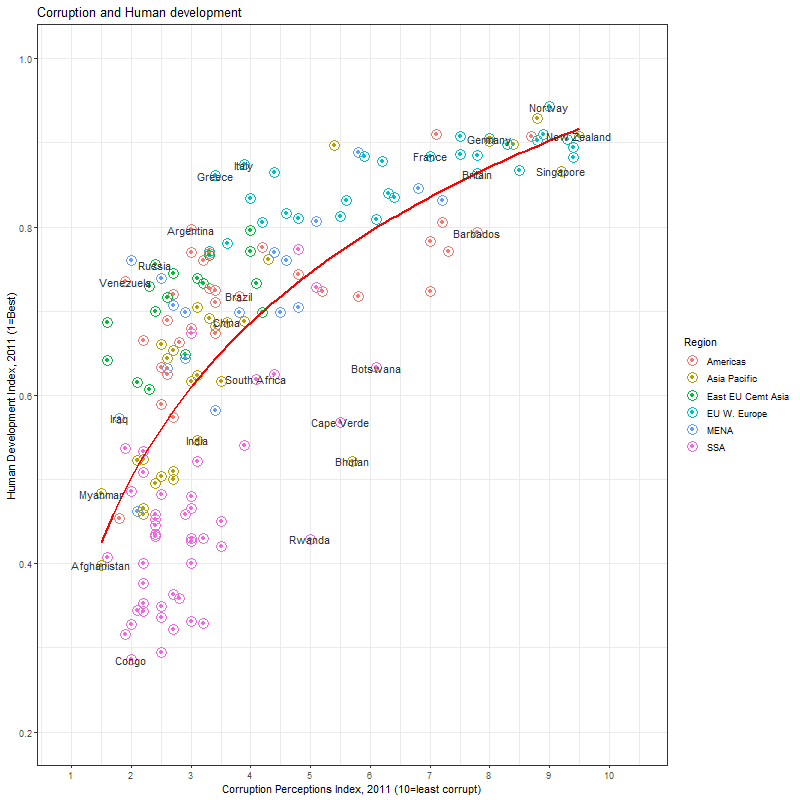 Corruption and Human development
Human Development Index, 2011 (1=Best)
1.0
0.8
0.6
0.4
0.2
Norway
Germany
New Zealand
France
Italy
Greece
Britain
Singapore
Argentina
Barbados
Russia
Venezuela
Brazil
China
Botswana
South Africa
Iraq
Cape Verde
India
Bhutan
Myanmar
Rwanda
Afghanistan
Congo
1 2 3 4 5 6 7 8 9 10
Corruption Perceptions Index, 2011 (10=least corrupt)
Region
Americas
Asia Pacific
East EU Cemt Asia
EU W. Europe
MENA
SSA